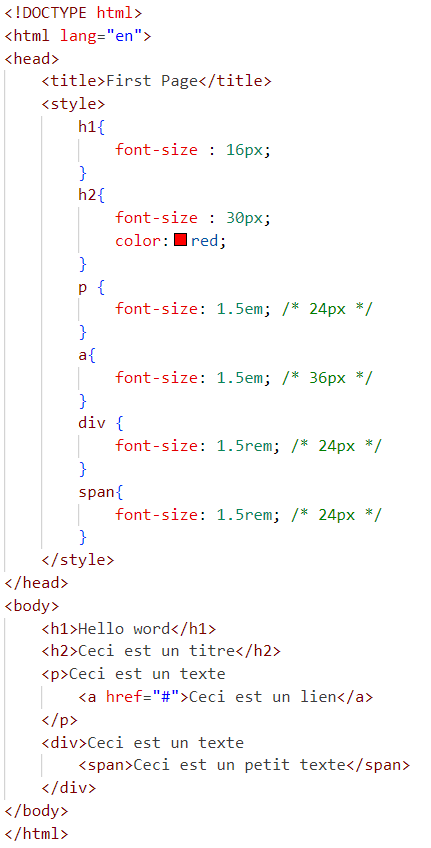 <!DOCTYPE html>
<html lang="en">
<head>
    <title>First Page</title>
    <style>
        h1{
            font-size : 16px;
        }
        h2{
            font-size : 30px;
            color: red;
        }
        p {
            font-size: 1.5em; /* 24px */
        }
        a{
            font-size: 1.5em; /* 36px */
        }
        div {
            font-size: 1.5rem; /* 24px */
        }
        span{
            font-size: 1.5rem; /* 24px */
        }
    </style>
</head>
<body>
    <h1>Hello word</h1>
    <h2>Ceci est un titre</h2>
    <p>Ceci est un texte
        <a href="#">Ceci est un lien</a>
    </p>
    <div>Ceci est un texte
        <span>Ceci est un petit texte</span>
    </div>
</body>
</html>